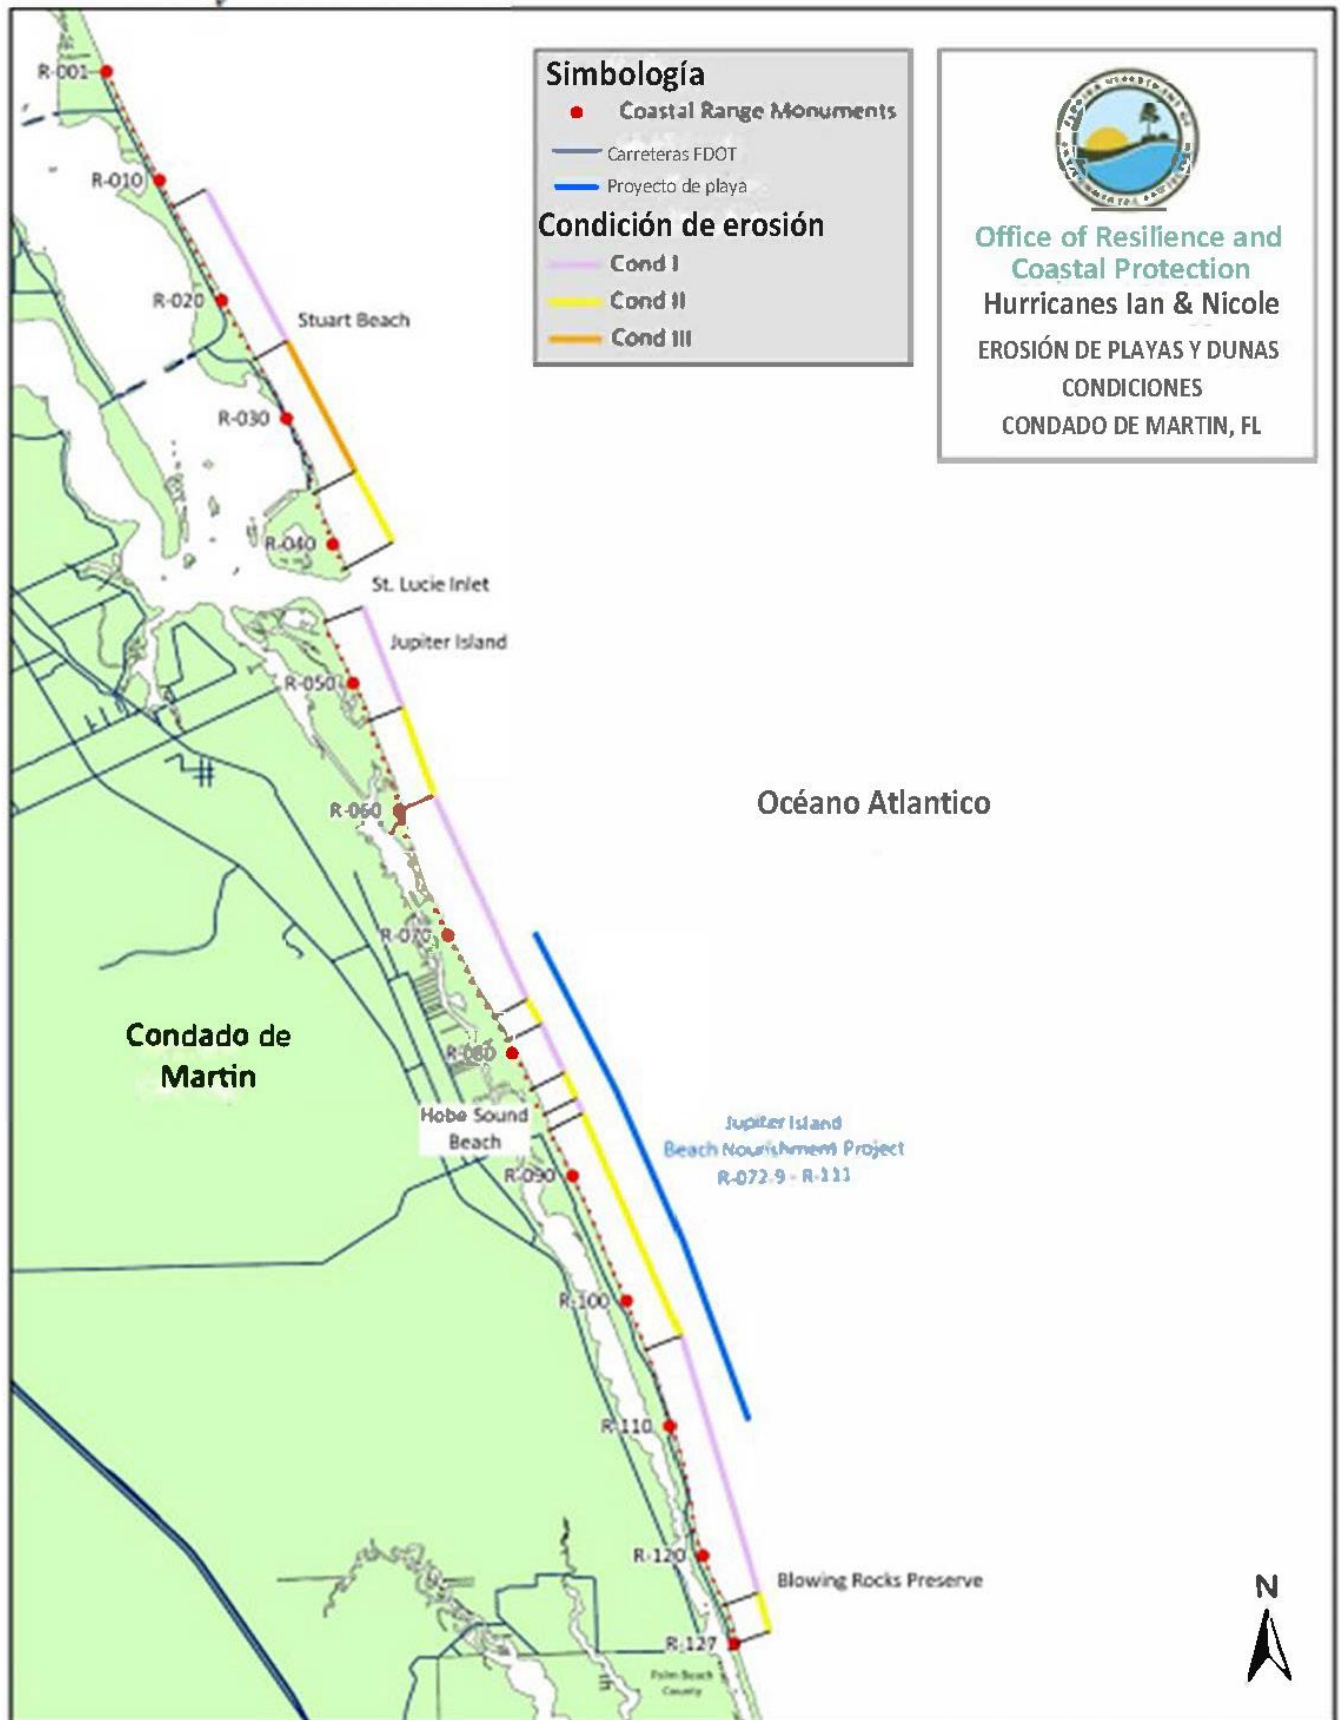 Simbología
Coastal Range Monuments
Carreteras FDOT
Proyecto de playa
Condición de erosión
Cond I
Cond II
Cond III
Office of Resilience and
Coastal Protection
Hurricanes Ian & Nicole
EROSIÓN DE PLAYAS Y DUNAS
CONDICIONES
CONDADO DE MARTIN, FL
R-001
R-010
R-020
Stuart Beach
R-030
R-040
St. Lucie Inlet
Jupiter Island
R-050
R-060
Océano Atlantico
R-070
Condado de
Martin
R-080
Hobe Sound
Beach
Jupiter Island
Beach Nourishment Project
R-072.9 - R-111
R-090
R-100
R-110
R-120
Blowing Rocks Preserve
R-127
Palm Beach
County
N